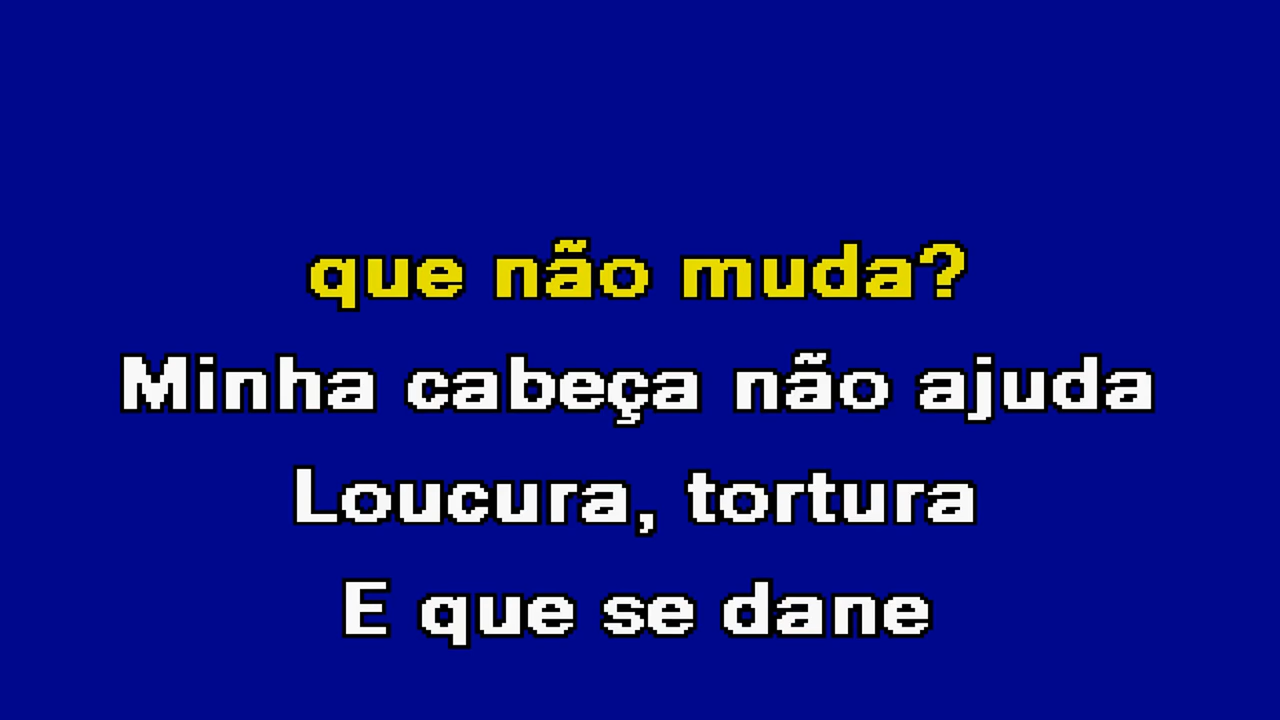 que não muda?
Minha cabeça não ajuda
Loucura, tortura
E que se dane